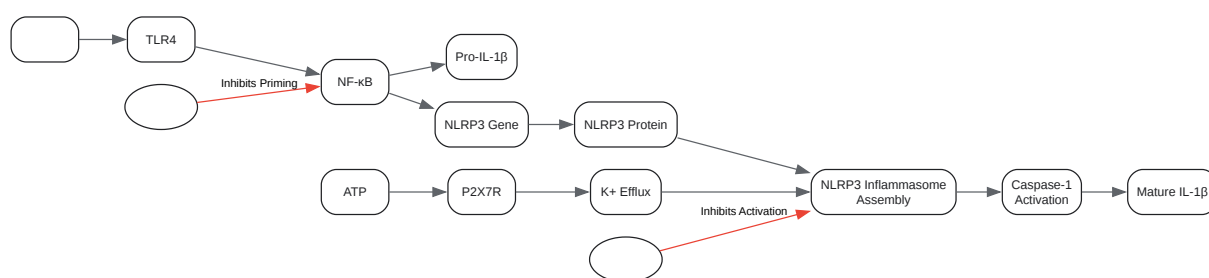 TLR4
Inhibits Priming
NF-κB
Pro-IL-1β
NLRP3 Gene
NLRP3 Protein
ATP
P2X7R
K+ Efflux
Inhibits Activation
NLRP3 Inflammasome
Assembly
Caspase-1
Activation
Mature IL-1β